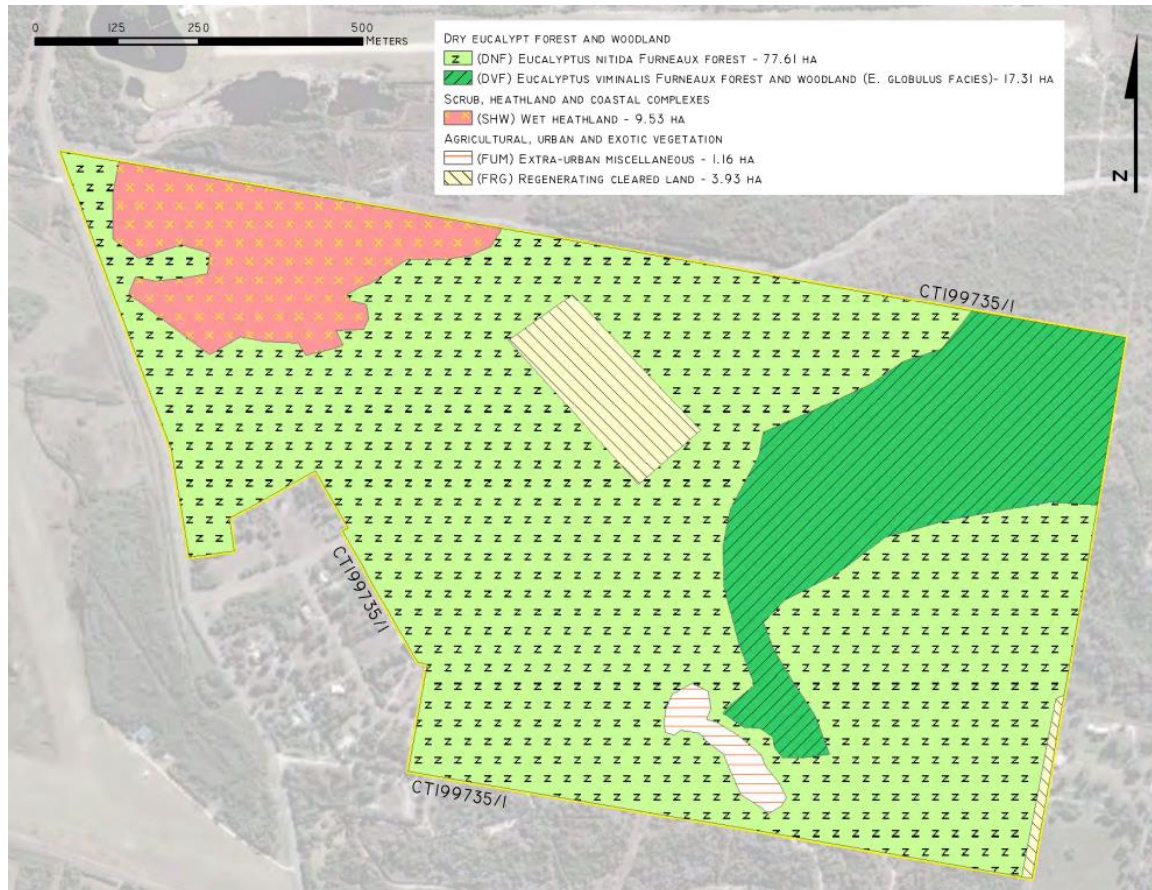 0 125 250 500
METERS
DRY EUCALYPT FOREST AND WOODLAND
Z (DNF) EUCALYPTUS NITIDA FURNEAUX FOREST - 77.61 HA
(DVF) EUCALYPTUS VIMINALIS FURNEAUX FOREST AND WOODLAND (E. GLOBULUS FACIES)- 17.31 HA
SCRUB, HEATHLAND AND COASTAL COMPLEXES
(SHW) WET HEATHLAND - 9.53 HA
AGRICULTURAL, URBAN AND EXOTIC VEGETATION
(FUM) EXTRA-URBAN MISCELLANEOUS - 1.16 HA
(FRG) REGENERATING CLEARED LAND - 3.93 HA
N
CT199735/1
CT199735/1
CT199735/1